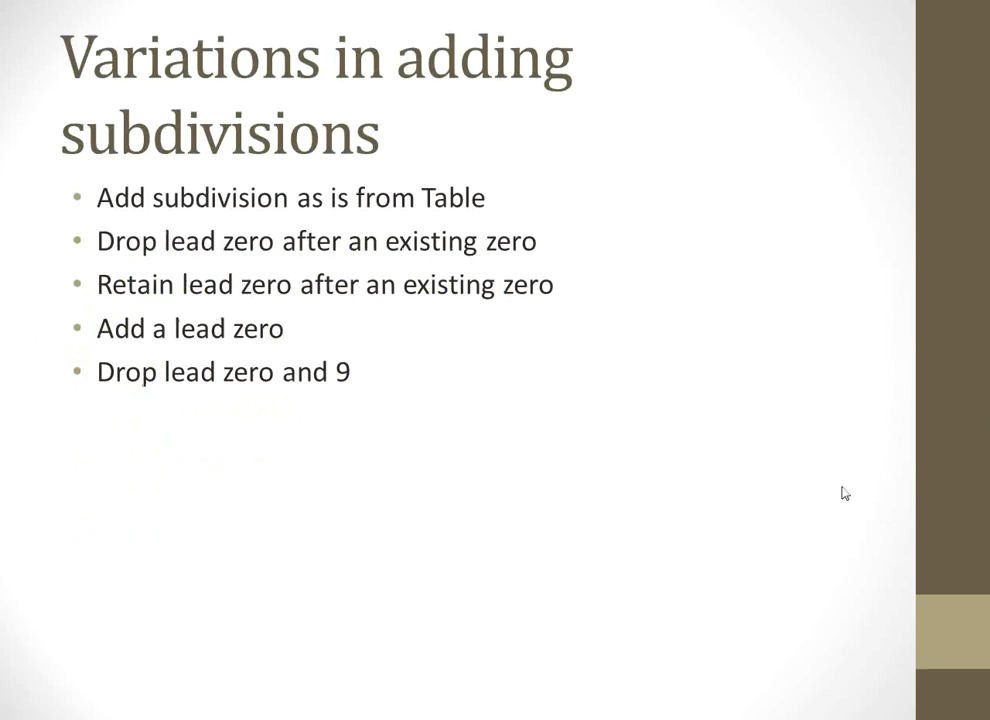 Variations in adding
subdivisions
• Add subdivision as is from Table
• Drop lead zero after an existing zero
• Retain lead zero after an existing zero
• Add a lead zero
• Drop lead zero and 9